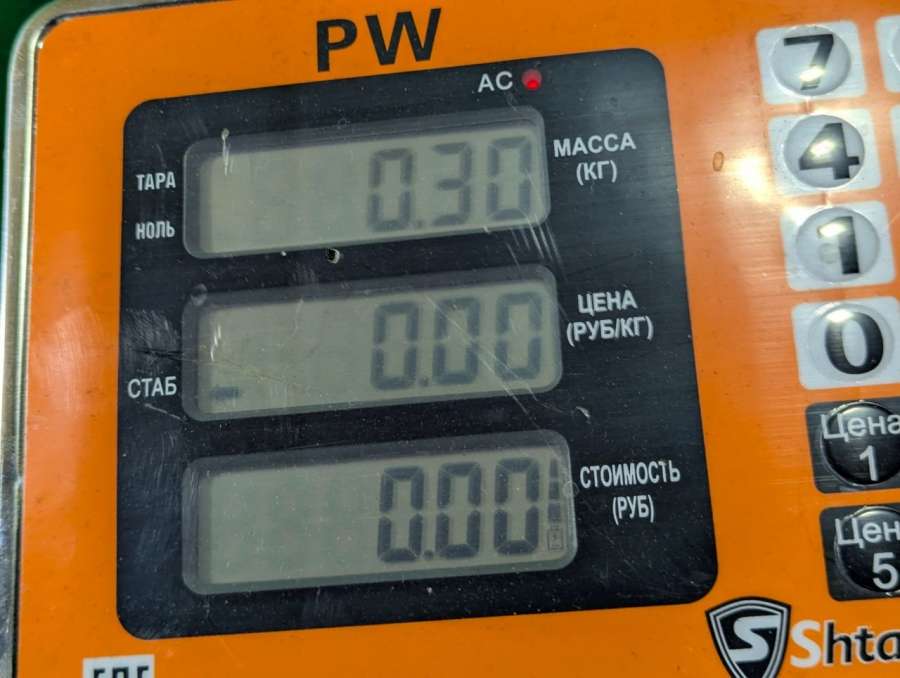 PW
AC
7
ТАРА
НОЛЬ
0.30
МАССА
(КГ)
4
1
СТАБ
0.00
ЦЕНА
(РУБ/КГ)
0
0.00
СТОИМОСТЬ
(РУБ)
Цена
1
5